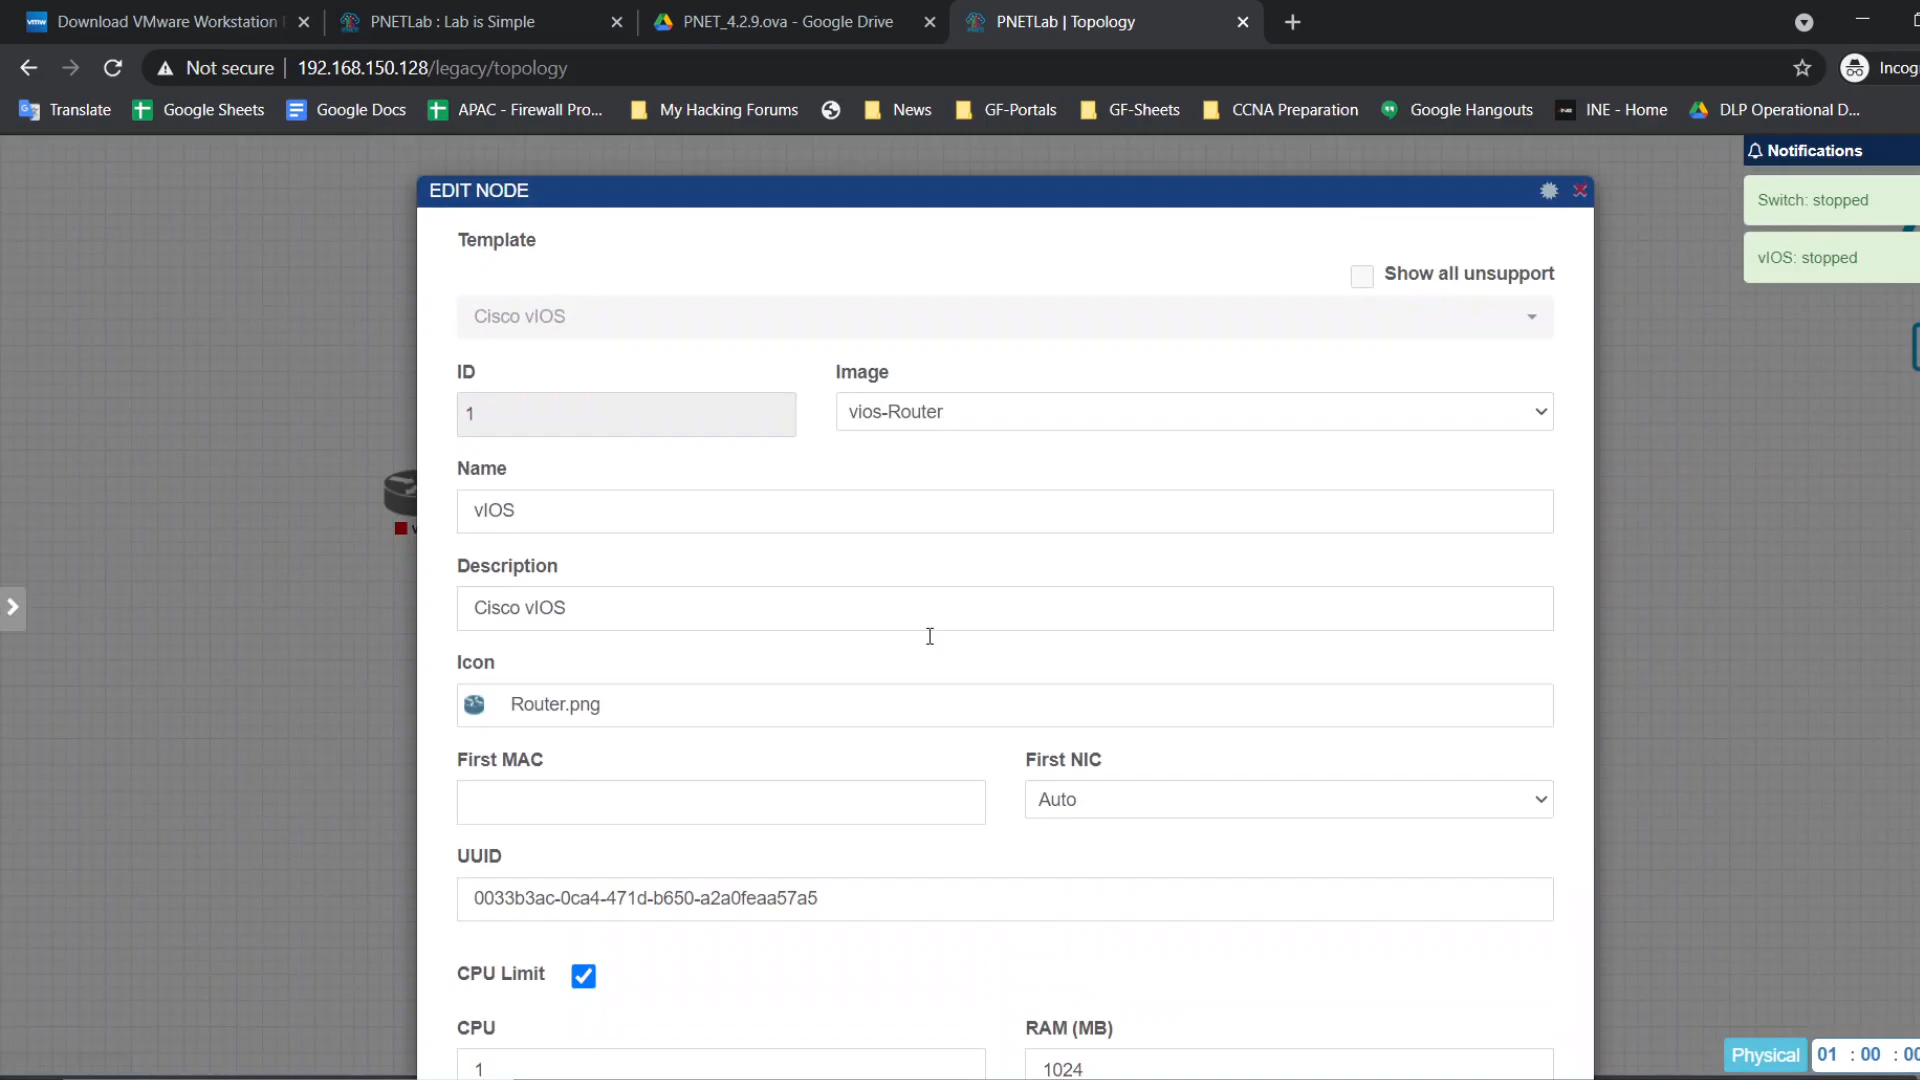 Download VMware Workstation
PNETLab : Lab is Simple
PNET_4.2.9.ova - Google Drive
PNETLab | Topology
Not secure
192.168.150.128/legacy/topology
Incog
Translate
Google Sheets
Google Docs
APAC - Firewall Pro...
My Hacking Forums
News
GF-Portals
GF-Sheets
CCNA Preparation
Google Hangouts
INE - Home
DLP Operational D...
Notifications
Switch: stopped
vIOS: stopped
EDIT NODE
Template
Show all unsupport
Cisco vIOS
ID
Image
1
vios-Router
Name
vIOS
Description
Cisco vIOS
Icon
Router.png
First MAC
First NIC
Auto
UUID
0033b3ac-0ca4-471d-b650-a2a0feaa57a5
CPU Limit
CPU
RAM (MB)
1
1024
Physical
01 : 00 : 00